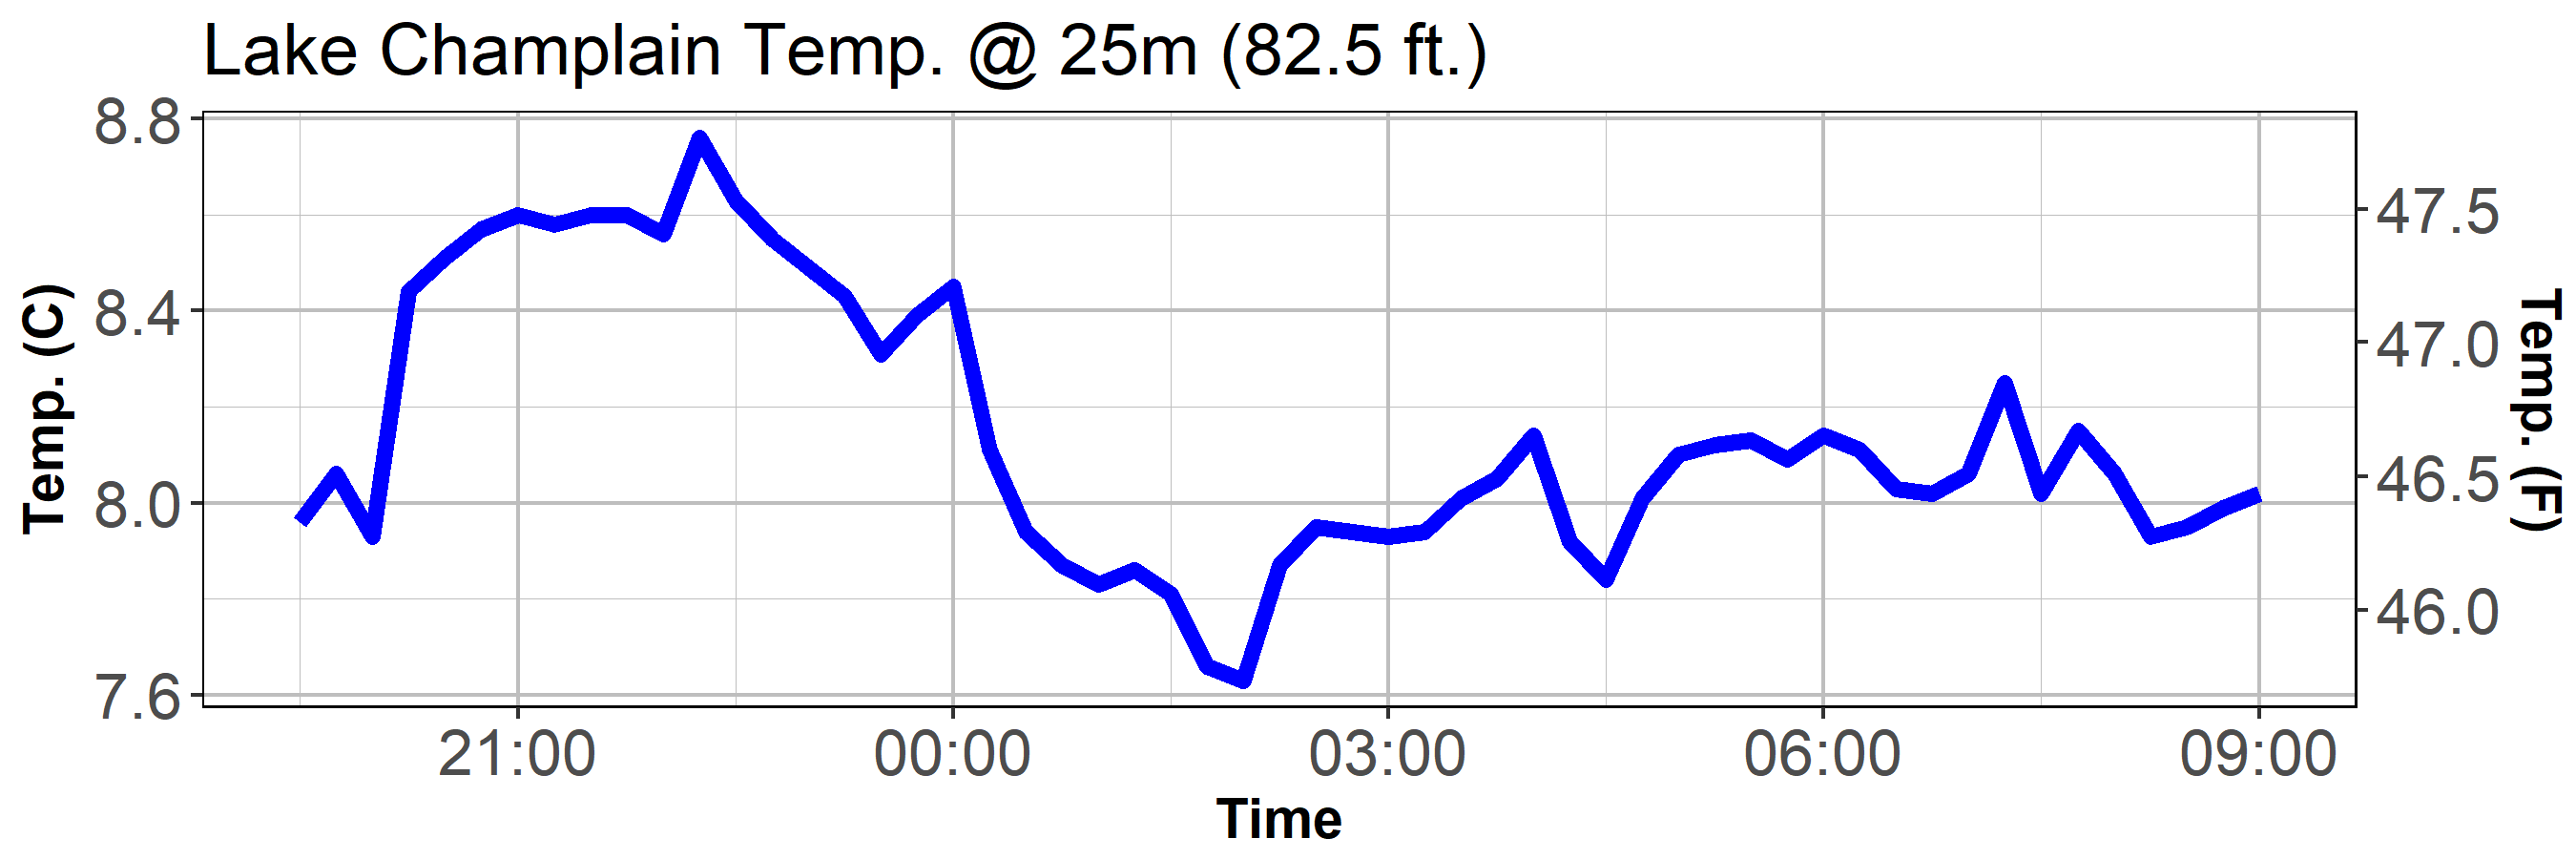 Lake Champlain Temp. @ 25m (82.5 ft.)
Temp. (C)
8.8
8.4
8.0
7.6
47.5
47.0
46.5
46.0
Temp. (F)
21:00 00:00 03:00 06:00 09:00
Time